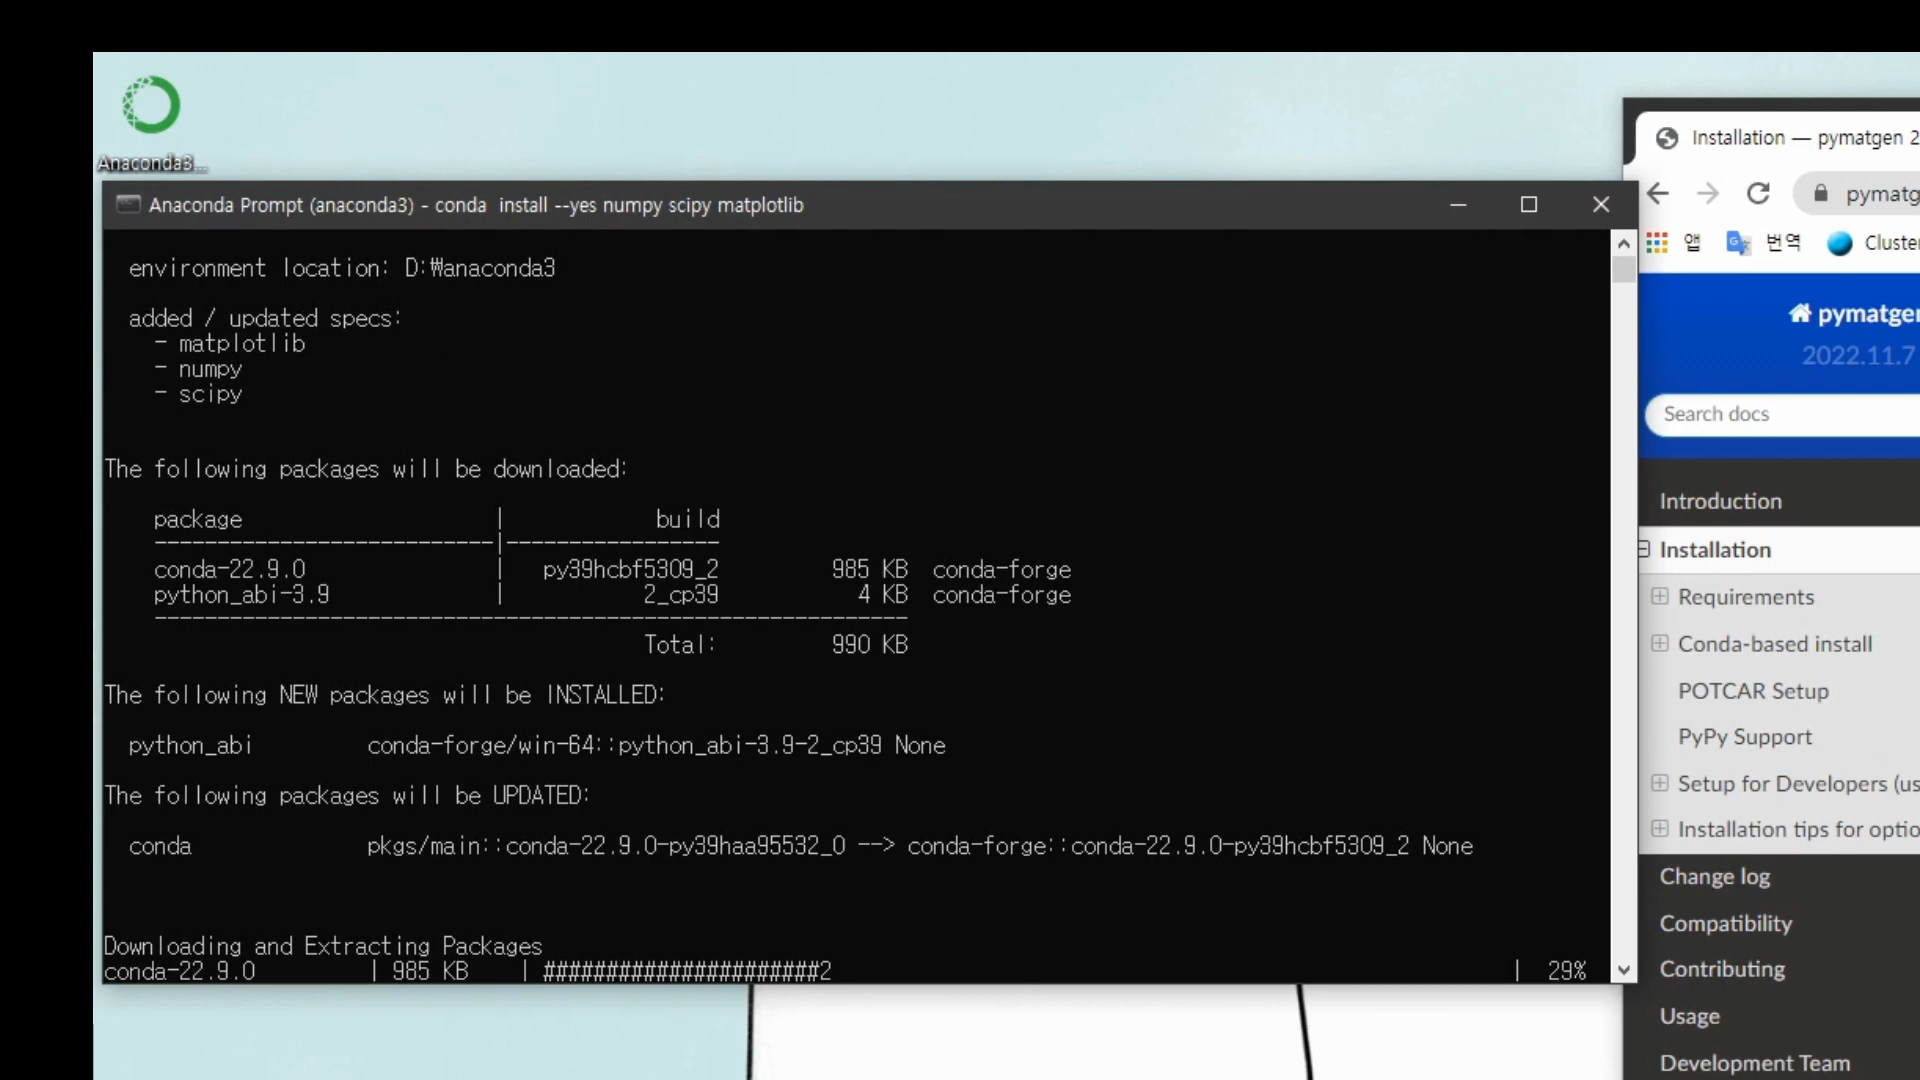 Anaconda3...
Anaconda Prompt (anaconda3) - conda  install --yes numpy scipy matplotlib
environment location: D:₩anaconda3
added / updated specs:
- matplotlib
- numpy
- scipy
The following packages will be downloaded:
package | build
---------------------------|-----------------
conda-22.9.0 | py39hcbf5309_2 985 KB conda-forge
python_abi-3.9 | 2_cp39 4 KB conda-forge
------------------------------------------------------------
Total: 990 KB
The following NEW packages will be INSTALLED:
python_abi conda-forge/win-64::python_abi-3.9-2_cp39 None
The following packages will be UPDATED:
conda pkgs/main::conda-22.9.0-py39haa95532_0 --> conda-forge::conda-22.9.0-py39hcbf5309_2 None
Downloading and Extracting Packages
conda-22.9.0 | 985 KB | ######################2 | 29%
Installation — pymatgen 2
pymatg
앱 번역 Cluste
pymatgen
2022.11.7
Search docs
Introduction
Installation
Requirements
Conda-based install
POTCAR Setup
PyPy Support
Setup for Developers (us
Installation tips for optio
Change log
Compatibility
Contributing
Usage
Development Team